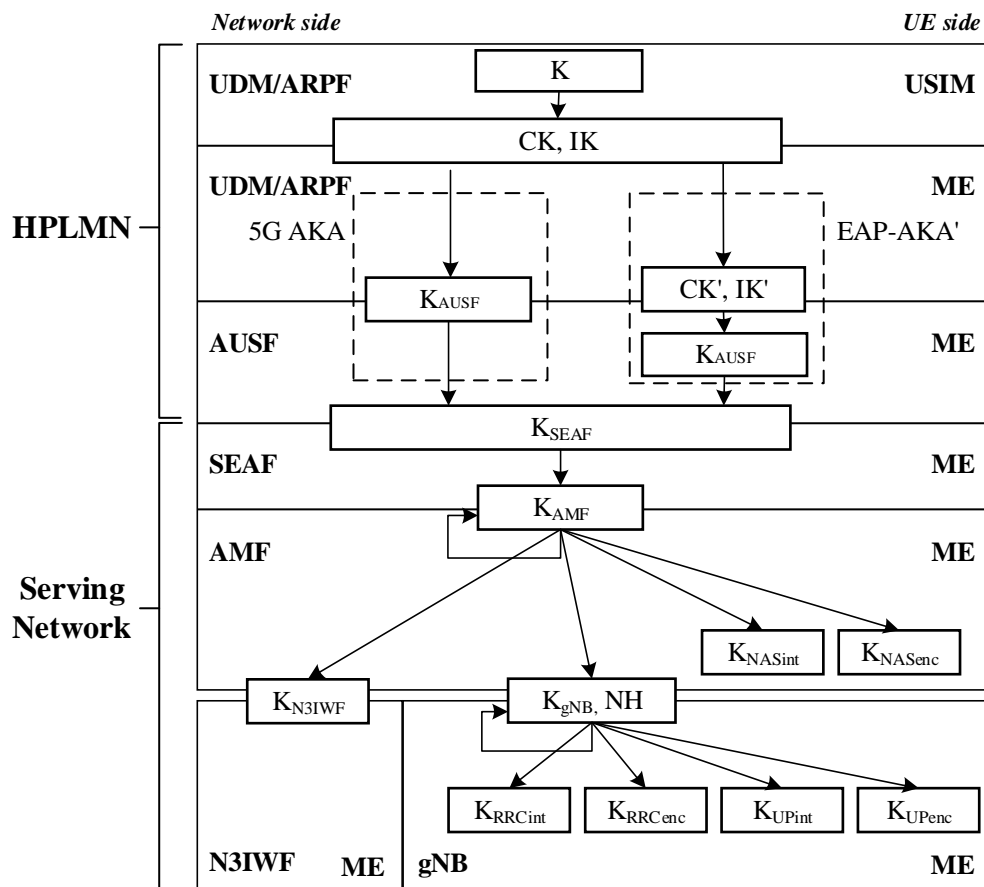 Network side
UE side
UDM/ARPF
K
USIM
CK, IK
UDM/ARPF
ME
HPLMN
5G AKA
EAP-AKA'
KAUSF
CK', IK'
AUSF
KAUSF
ME
KSEAF
SEAF
ME
KAMF
AMF
ME
Serving
Network
KNASint
KNASenc
KN3IWF
KgNB, NH
KRRCint
KRRCenc
KUPint
KUPenc
N3IWF
ME
gNB
ME